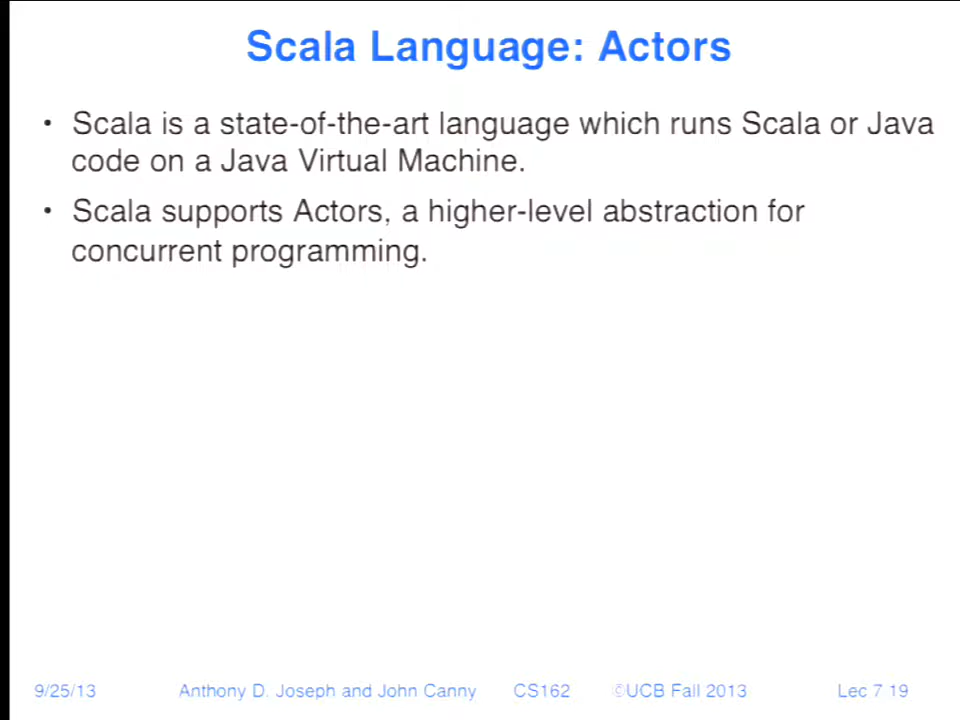 Scala Language: Actors
• Scala is a state-of-the-art language which runs Scala or Java
code on a Java Virtual Machine.
• Scala supports Actors, a higher-level abstraction for
concurrent programming.
9/25/13 Anthony D. Joseph and John Canny CS162 ©UCB Fall 2013 Lec 7 19